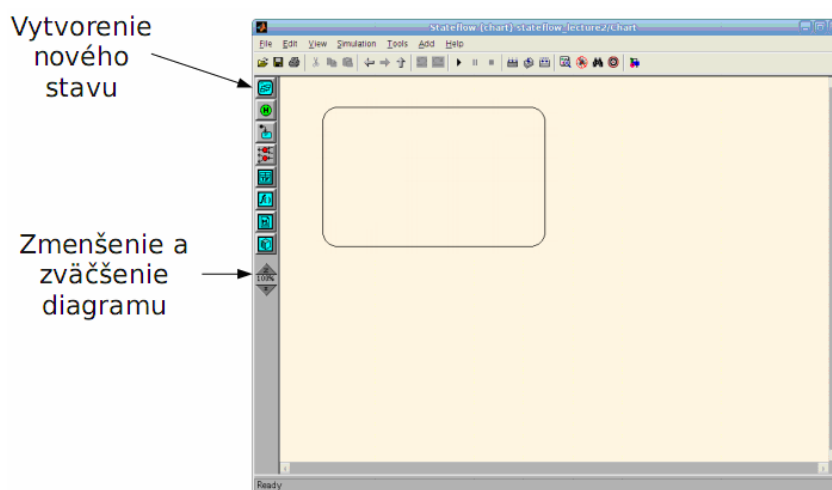 Vytvorenie
nového
stavu
Zmenšenie a
zväčšenie
diagramu
Stateflow (chart) stateflow_lecture2/Chart
File Edit View Simulation Tools Add Help
100%
Ready